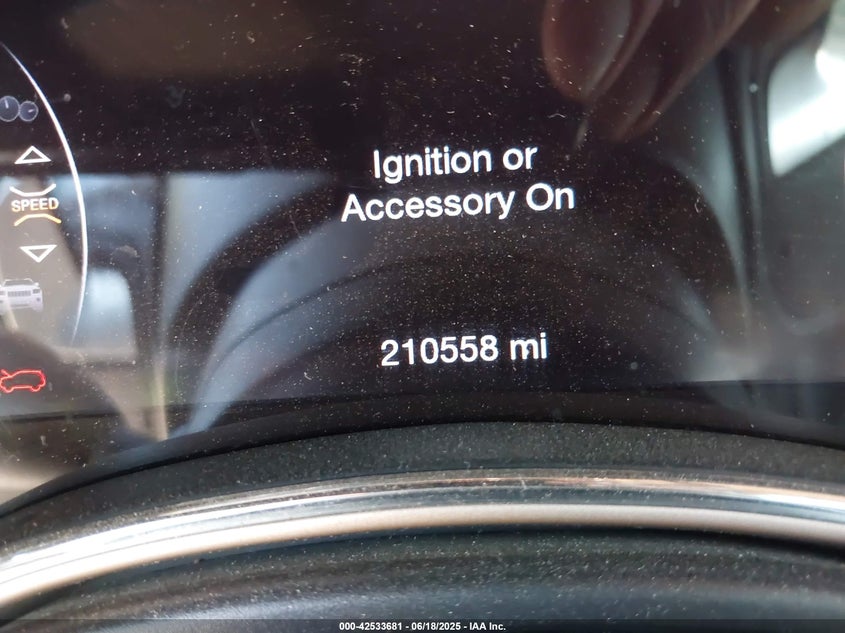 Ignition or
Accessory On
SPEED
210558 mi
000-42533681 - 06/18/2025 - IAA Inc.